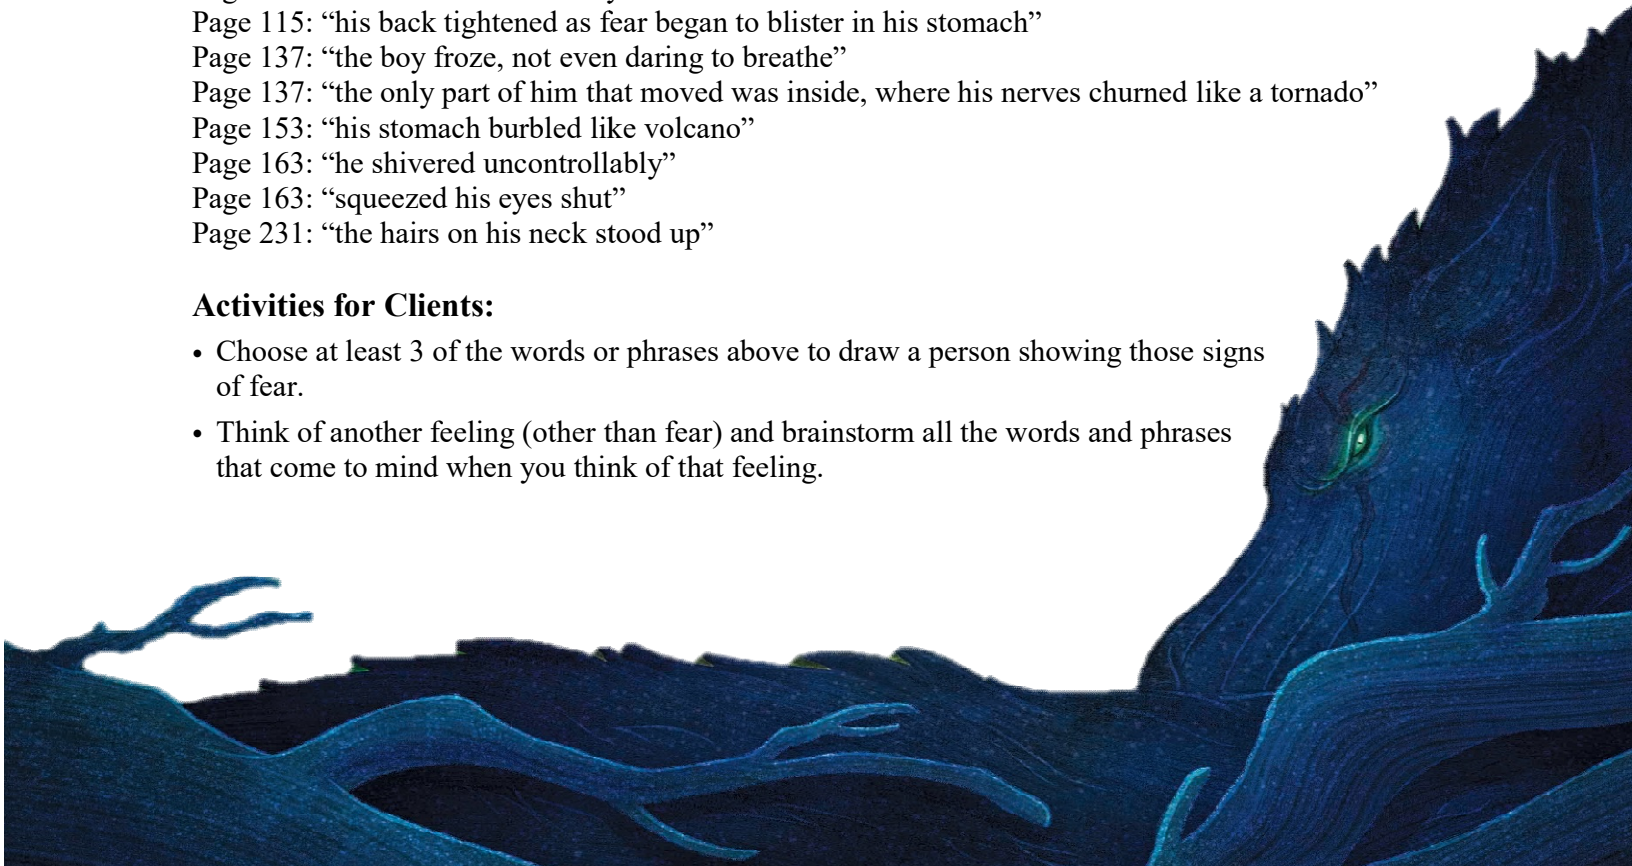 Page 115: “his back tightened as fear began to blister in his stomach”
Page 137: “the boy froze, not even daring to breathe”
Page 137: “the only part of him that moved was inside, where his nerves churned like a tornado”
Page 153: “his stomach burbled like volcano”
Page 163: “he shivered uncontrollably”
Page 163: “squeezed his eyes shut”
Page 231: “the hairs on his neck stood up”
Activities for Clients:
• Choose at least 3 of the words or phrases above to draw a person showing those signs
of fear.
• Think of another feeling (other than fear) and brainstorm all the words and phrases
that come to mind when you think of that feeling.